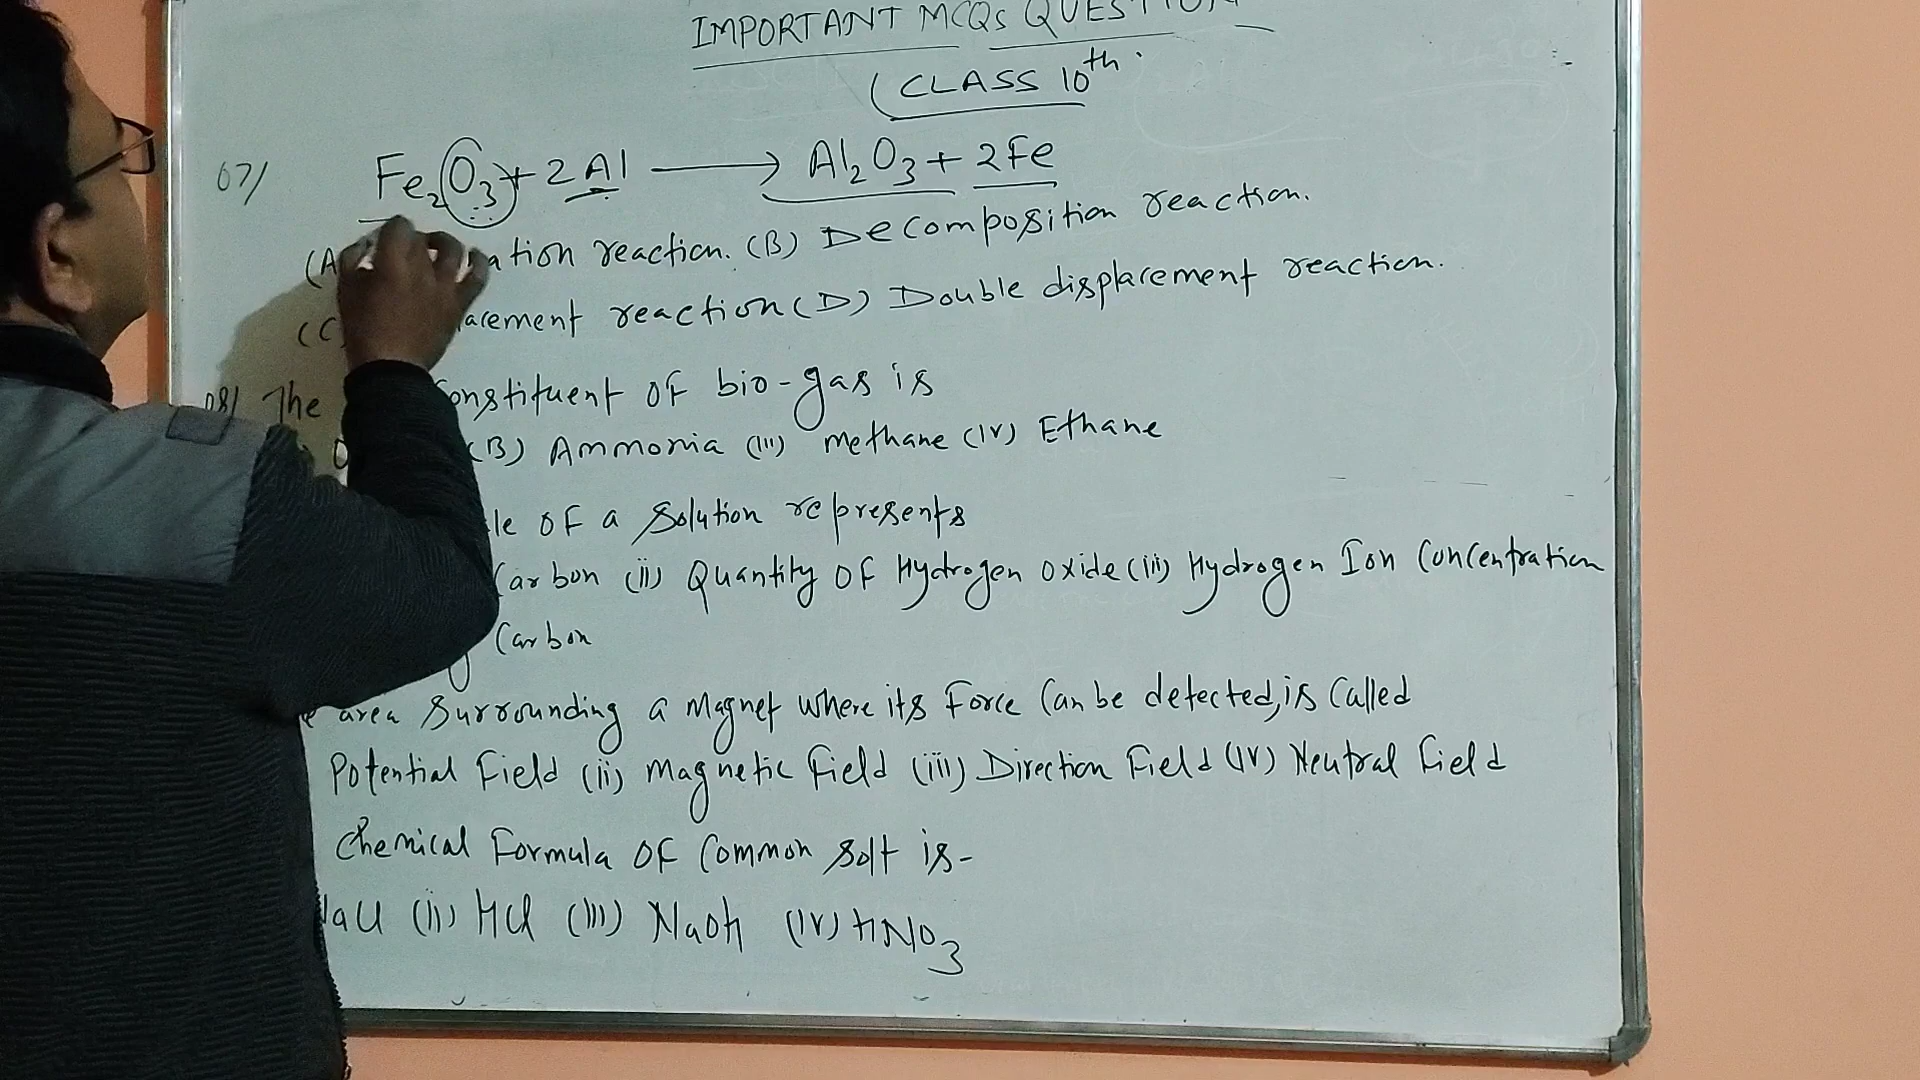 IMPORTANT MCQs QUESTION
(CLASS 10th.
07) Fe2O3 + 2Al → Al2O3 + 2Fe
(A ation reaction. (B) Decomposition reaction.
(C) acement reaction (D) Double displacement reaction.
08) The onstituent of bio-gas is
(B) Ammonia (iii) methane (iv) Ethane
le of a solution represents
Carbon (ii) Quantity of Hydrogen oxide (iii) Hydrogen Ion Concentration
Carbon
area surrounding a magnet where its Force Can be detected, is Called
Potential Field (ii) magnetic field (iii) Direction Field (iv) Neutral field
Chemical Formula of Common Solt is-
NaCl (ii) HCl (iii) NaOH (iv) HNO3